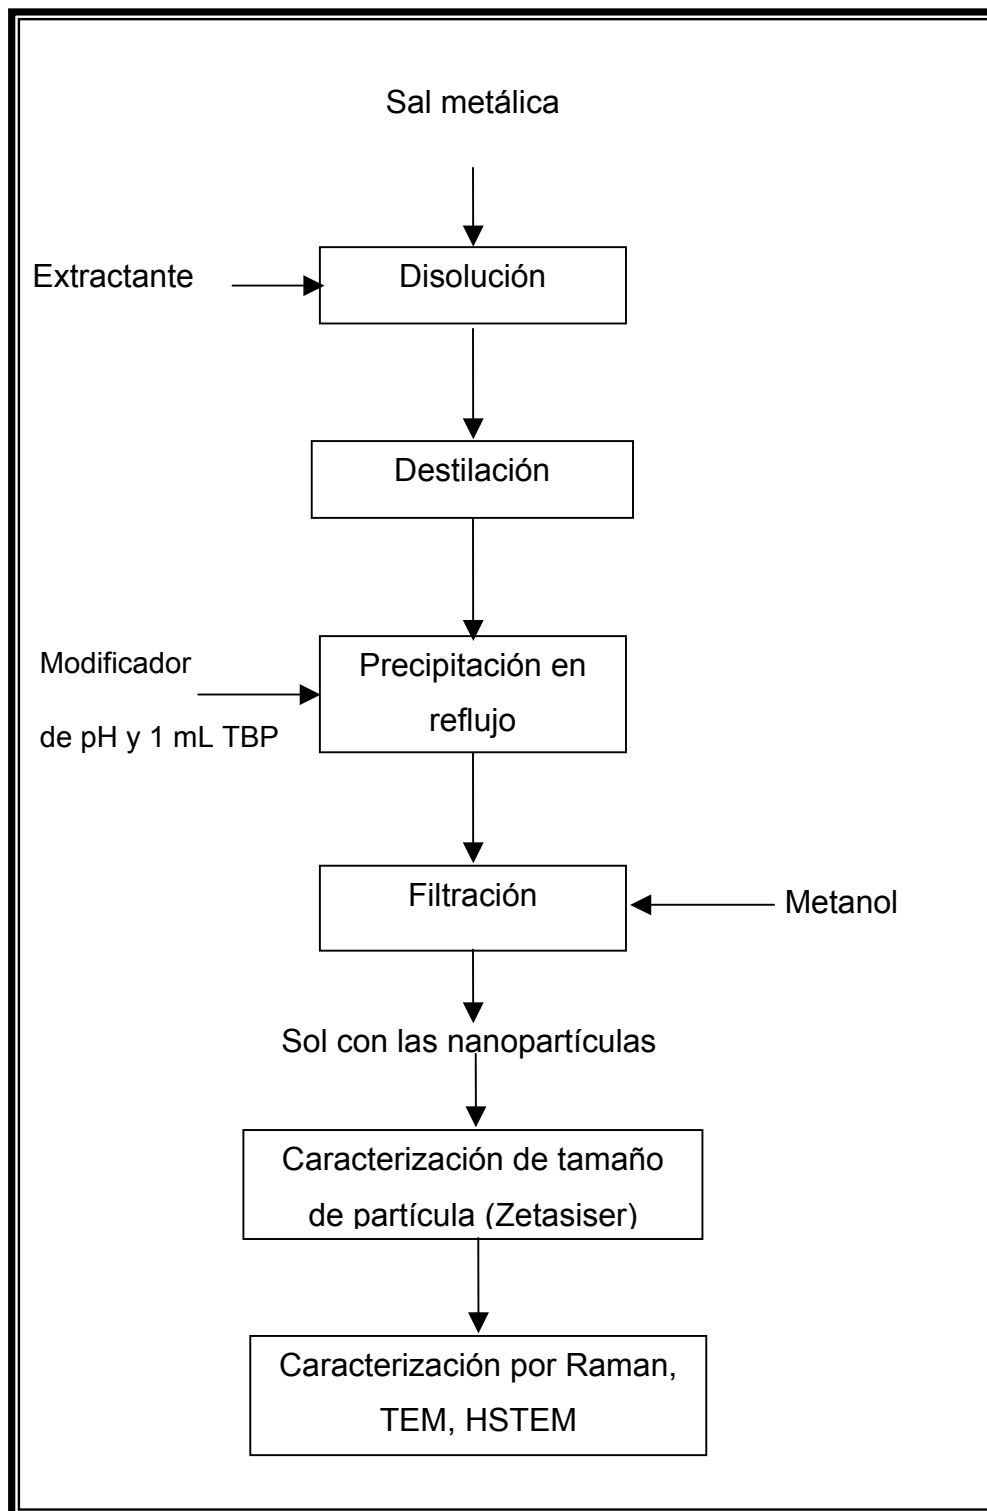 Sal metálica
Extractante
Disolución
Destilación
Modificador
de pH y 1 mL TBP
Precipitación en
reflujo
Filtración
Metanol
Sol con las nanopartículas
Caracterización de tamaño
de partícula (Zetasiser)
Caracterización por Raman,
TEM, HSTEM